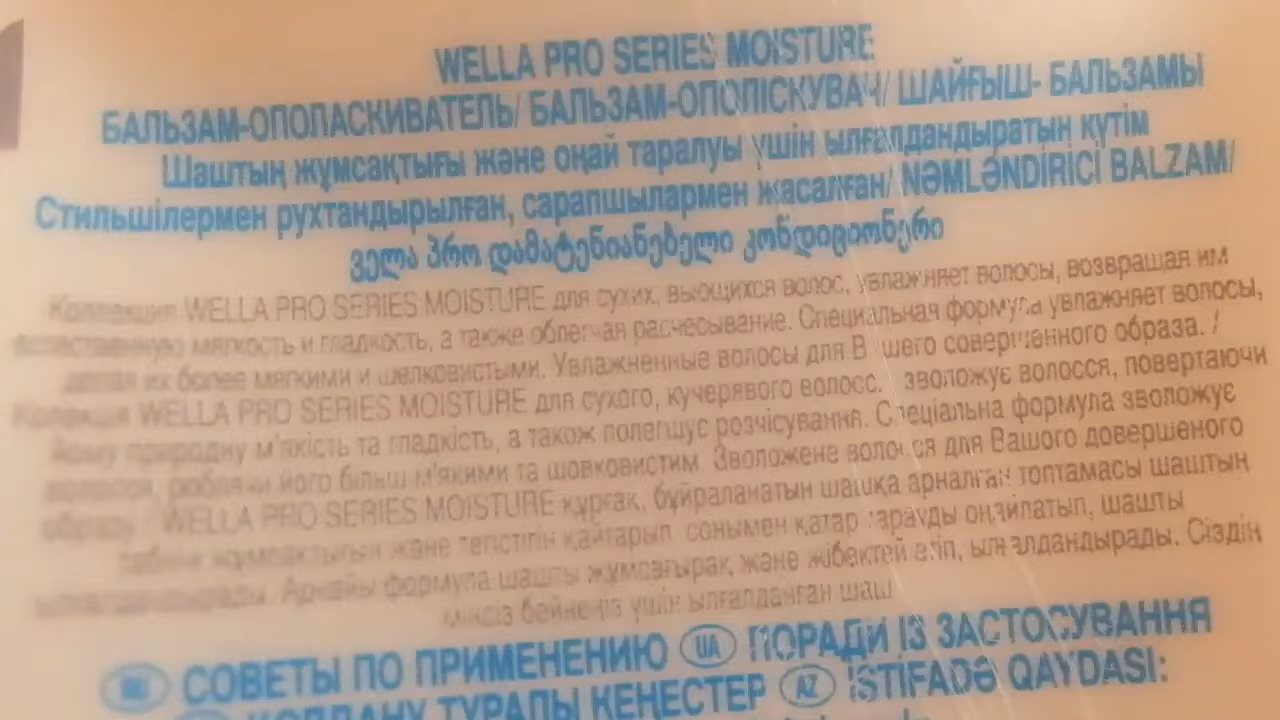 WELLA PRO SERIES MOISTURE
БАЛЬЗАМ-ОПОЛАСКИВАТЕЛЬ/ БАЛЬЗАМ-ОПОЛІСКУВАЧ/ ШАЙҒЫШ- БАЛЬЗАМЫ
Шаштың жұмсақтығы және оңай таралуы үшін ылғалдандыратын күтім
Стильшілермен рухтандырылған, сарапшылармен жасалған/ NƏMLƏNDİRİCİ BALZAM/
ველა პრო დამატენიანებელი კონდიციონერი
Коллекция WELLA PRO SERIES MOISTURE для сухих, вьющихся волос, увлажняет волосы, возвращая им
естественную мягкость и гладкость, а также облегчая расчесывание. Специальная формула увлажняет волосы,
делая их более мягкими и шелковистыми. Увлажненные волосы для Вашего совершенного образа. /
Колекція WELLA PRO SERIES MOISTURE для сухого, кучерявого волосся, зволожує волосся, повертаючи
йому природну м'якість та гладкість, а також полегшує розчісування. Спеціальна формула зволожує
волосся, роблячи його більш м'якими та шовковистим. Зволожене волосся для Вашого довершеного
образу / WELLA PRO SERIES MOISTURE құрғақ, бұйраланатын шашқа арналған топтамасы шаштың
табиғи жұмсақтығын және тегістігін қайтарып, сонымен қатар тарауды оңайлатып, шашты
ылғалдандырады. Арнайы формула шашты жұмсағырақ және жібектей етіп, ылғалдандырады. Сіздің
мінсіз бейнеңіз үшін ылғалданған шаш
СОВЕТЫ ПО ПРИМЕНЕНИЮ UA ПОРАДИ ІЗ ЗАСТОСУВАННЯ
ҚОЛДАНУ ТУРАЛЫ КЕҢЕСТЕР AZ İSTİFADƏ QAYDASI: